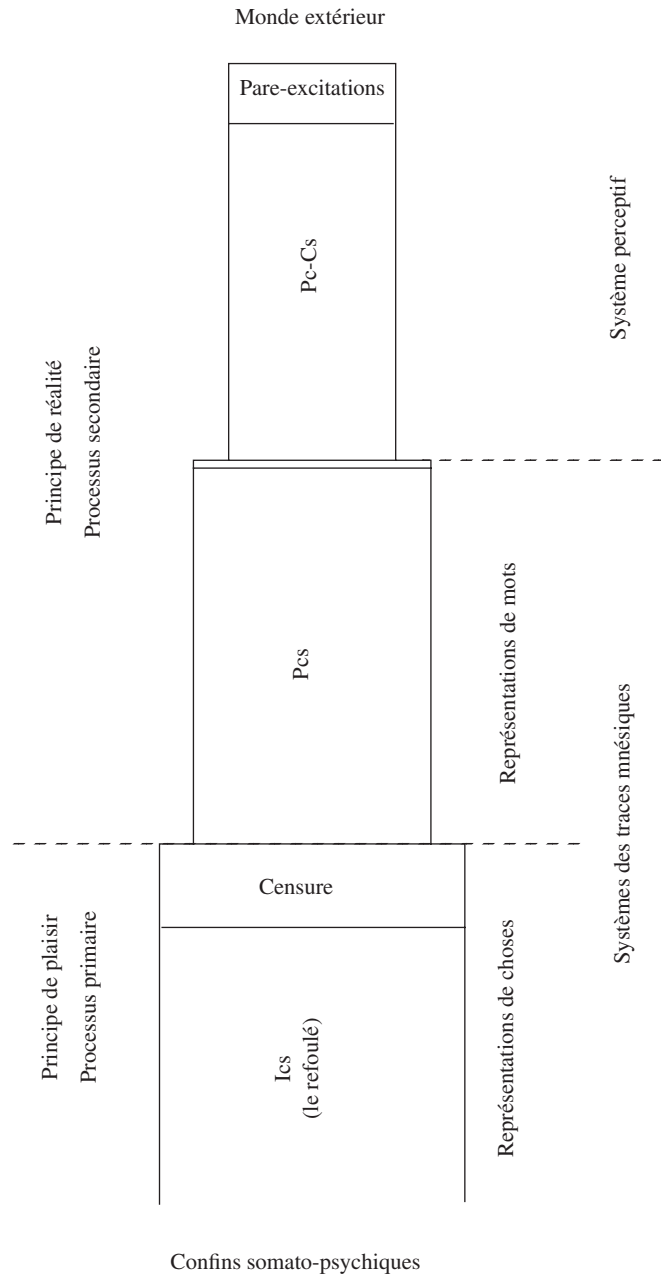 Monde extérieur
Pare-excitations
Pc-Cs
Système perceptif
Principe de réalité
Processus secondaire
Pcs
Représentations de mots
Systèmes des traces mnésiques
Censure
Principe de plaisir
Processus primaire
Ics
(le refoulé)
Représentations de choses
Confins somato-psychiques